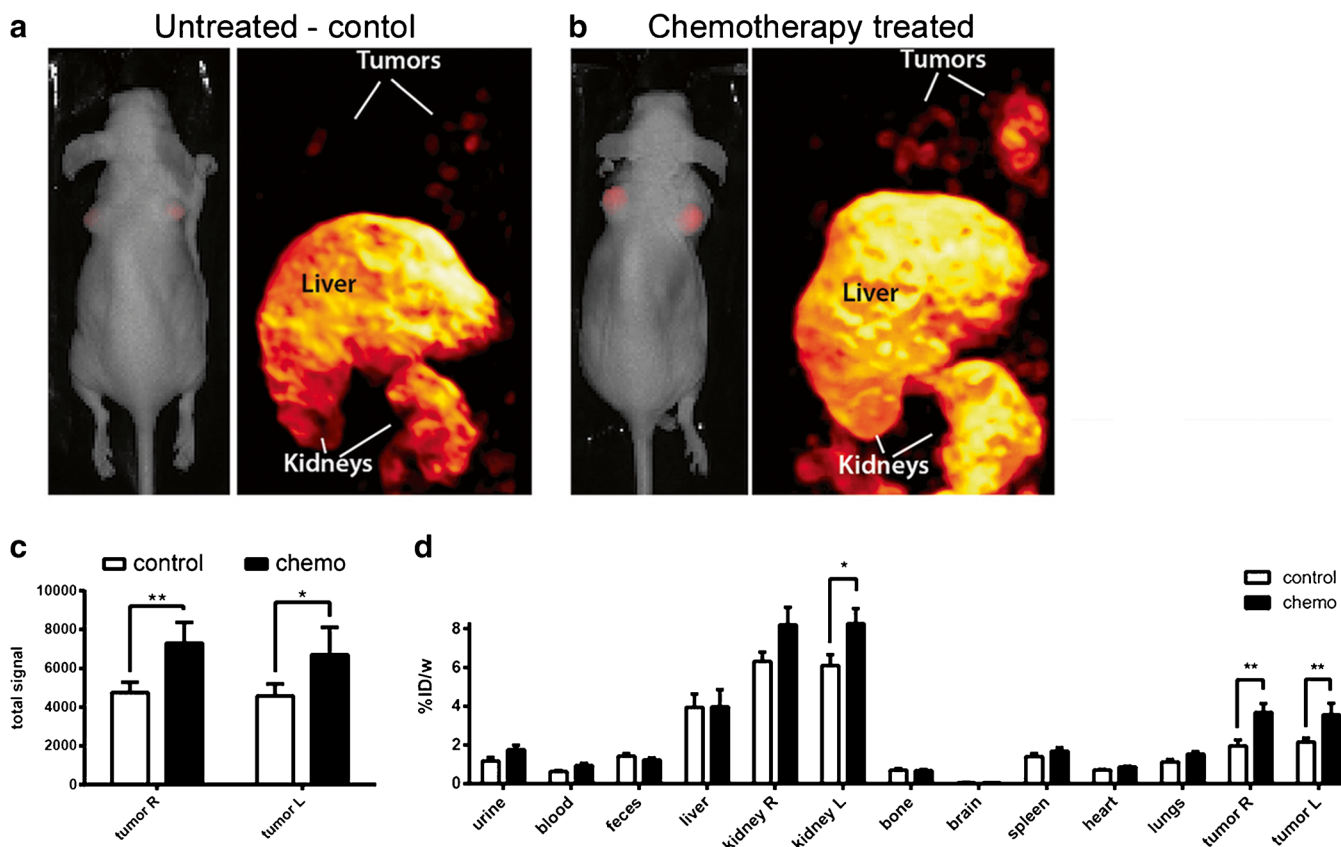 a Untreated - contol
Tumors
Liver
Kidneys
b Chemotherapy treated
Tumors
Liver
Kidneys
c
control chemo
total signal
10000
8000
6000
4000
2000
0
** *
tumor R tumor L
d
control
chemo
%ID/w
8
6
4
2
0
* ** **
urine blood feces liver kidney R kidney L bone brain spleen heart lungs tumor R tumor L